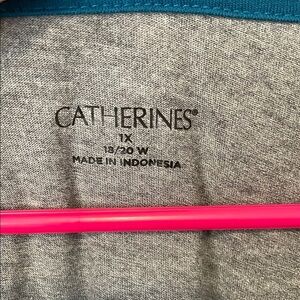 CATHERINES®
1X
18/20 W
MADE IN INDONESIA